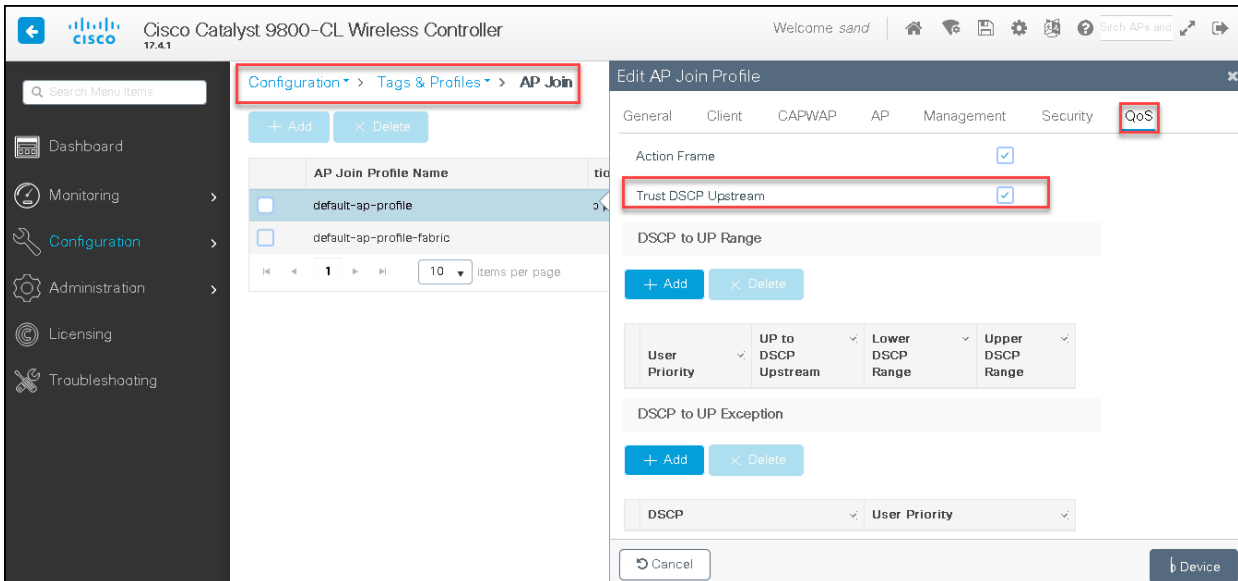 CISCO
Cisco Catalyst 9800-CL Wireless Controller
17.4.1
Welcome sand
Search Menu Items
Dashboard
Monitoring
Configuration
Administration
Licensing
Troubleshooting
Configuration > Tags & Profiles > AP Join
+ Add
× Delete
AP Join Profile Name
default-ap-profile
default-ap-profile-fabric
1
10
items per page
Edit AP Join Profile
General Client CAPWAP AP Management Security QoS
Action Frame
Trust DSCP Upstream
DSCP to UP Range
+ Add
× Delete
User Priority
UP to DSCP Upstream
Lower DSCP Range
Upper DSCP Range
DSCP to UP Exception
+ Add
× Delete
DSCP
User Priority
Cancel
Device